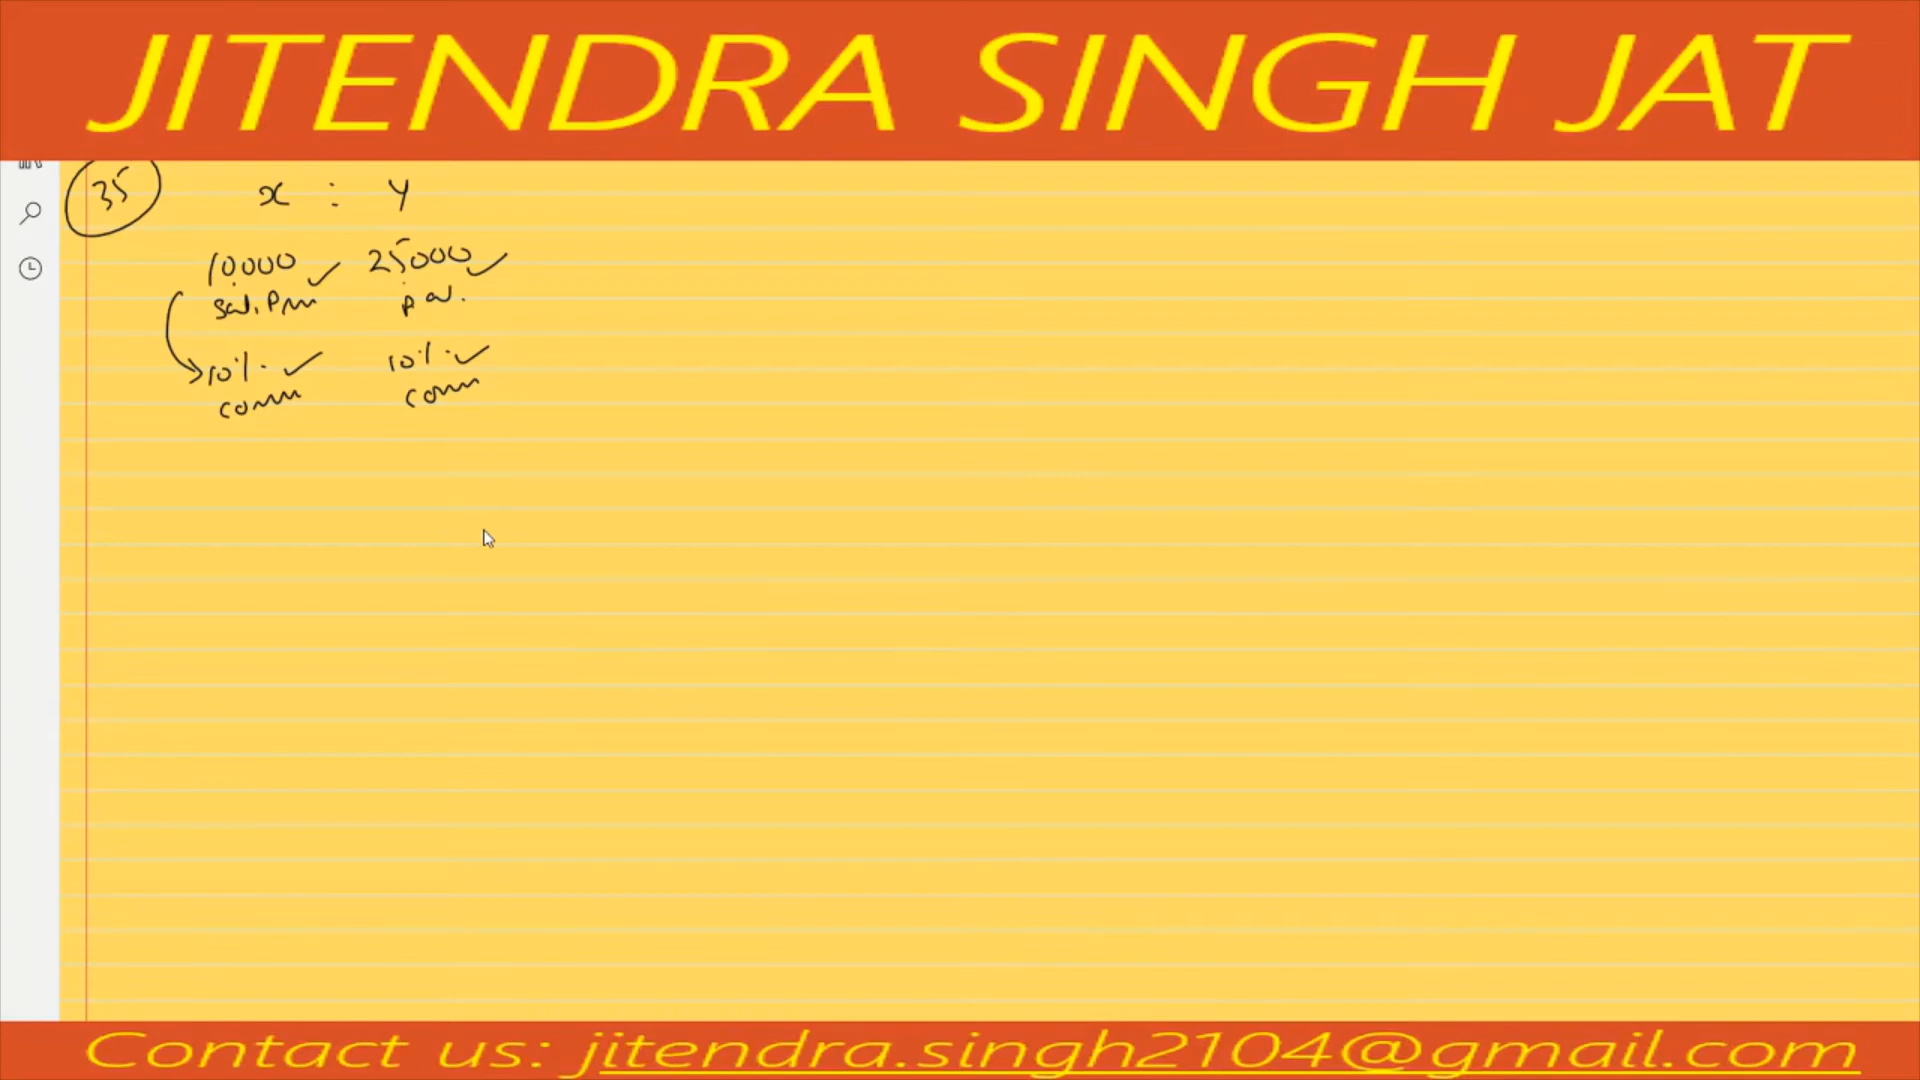 JITENDRA SINGH JAT
35 x : y
10000 25000
sal. Pm p a.
10% 10%
comm comm
Contact us: jitendra.singh2104@gmail.com